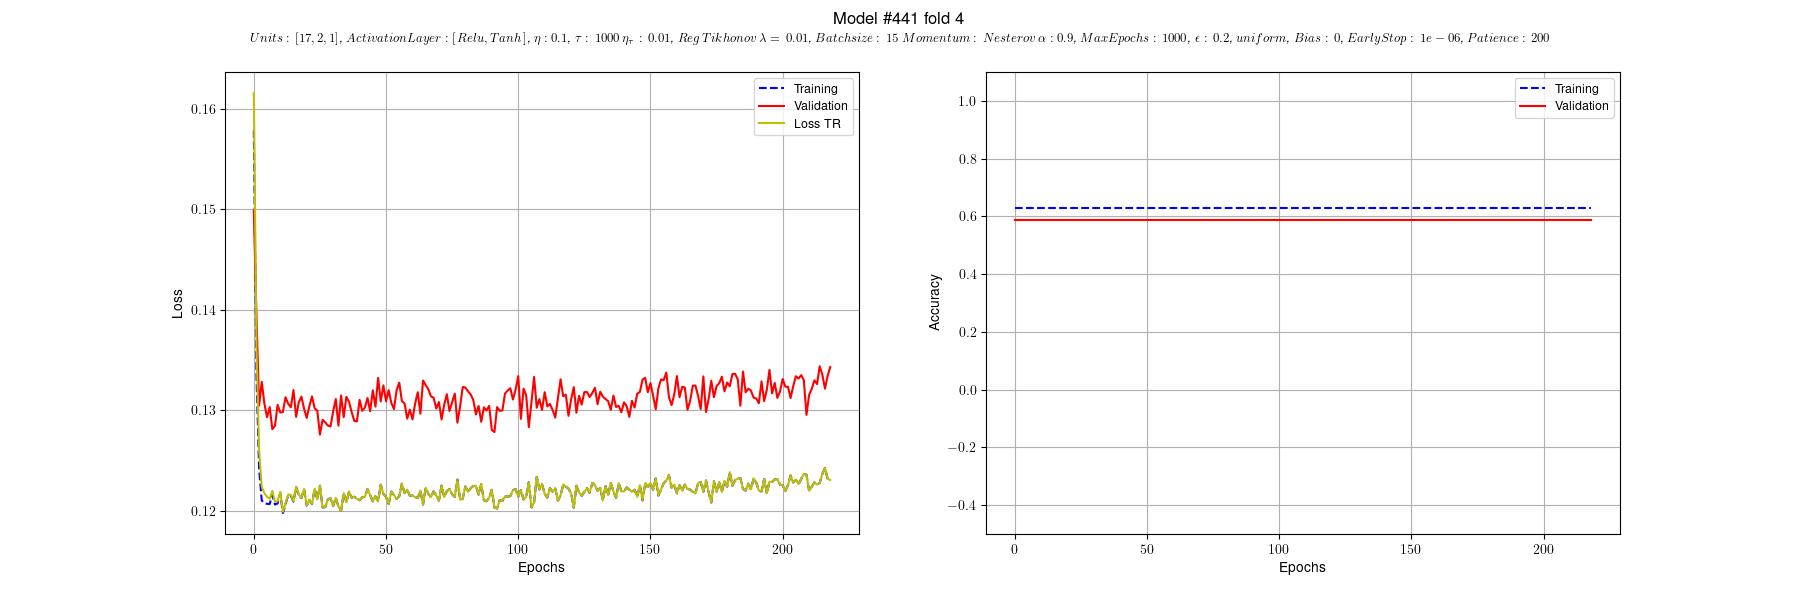 Model #441 fold 4
Units : [17, 2, 1], ActivationLayer : [Relu, Tanh], η : 0.1, τ : 1000 η_τ : 0.01, Reg Tikhonov λ = 0.01, Batchsize : 15 Momentum : Nesterov α : 0.9, MaxEpochs : 1000, ϵ : 0.2, uniform, Bias : 0, EarlyStop : 1e − 06, Patience : 200
Loss
0.16
0.15
0.14
0.13
0.12
0 50 100 150 200
Epochs
Training
Validation
Loss TR
Accuracy
1.0
0.8
0.6
0.4
0.2
0.0
−0.2
−0.4
0 50 100 150 200
Epochs
Training
Validation